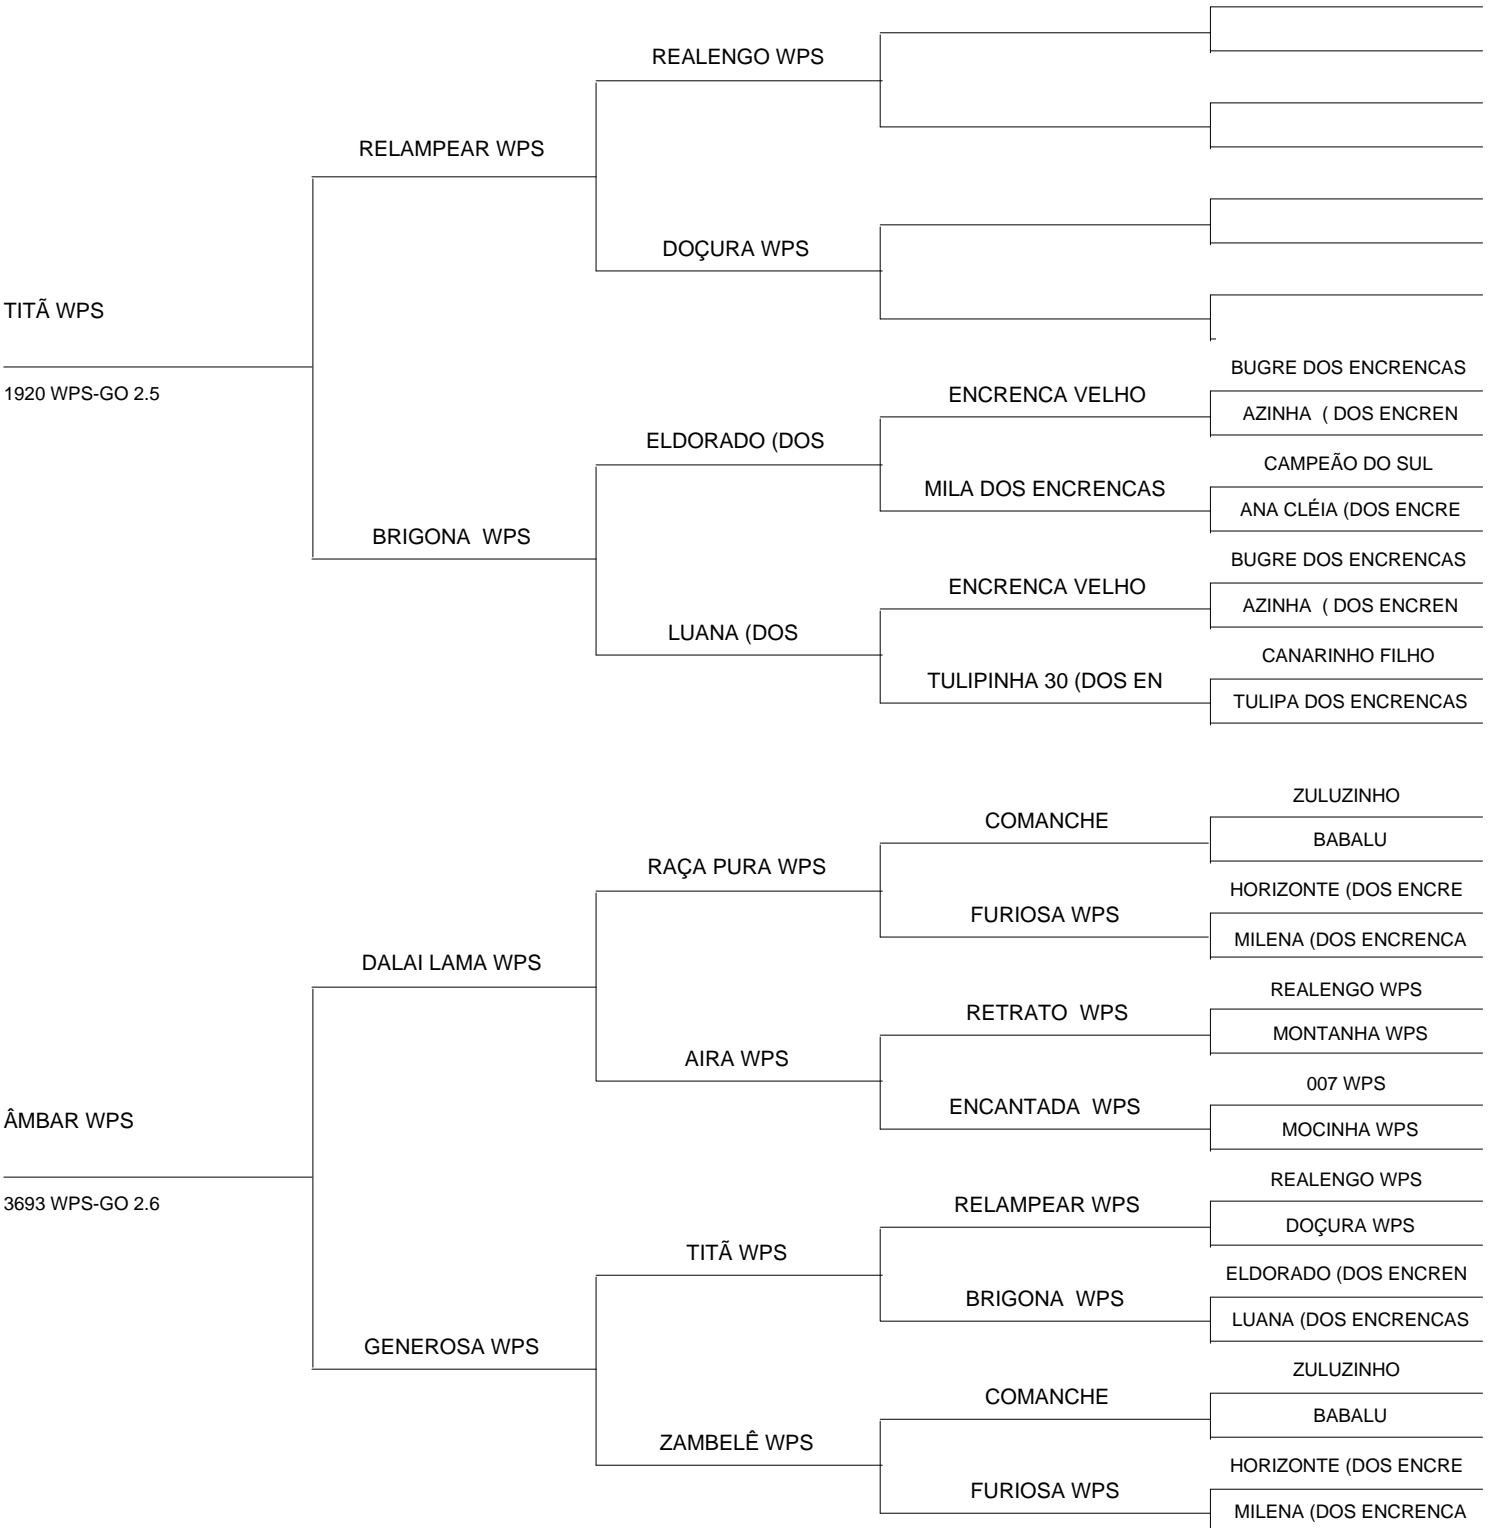 REALENGO WPS
RELAMPEAR WPS
DOÇURA WPS
TITÃ WPS
1920 WPS-GO 2.5
BUGRE DOS ENCRENCAS
ENCRENCA VELHO
AZINHA  ( DOS ENCREN
ELDORADO (DOS
CAMPEÃO DO SUL
MILA DOS ENCRENCAS
ANA CLÉIA (DOS ENCRE
BRIGONA  WPS
BUGRE DOS ENCRENCAS
ENCRENCA VELHO
AZINHA  ( DOS ENCREN
LUANA (DOS
CANARINHO FILHO
TULIPINHA 30 (DOS EN
TULIPA DOS ENCRENCAS
ZULUZINHO
COMANCHE
BABALU
RAÇA PURA WPS
HORIZONTE (DOS ENCRE
FURIOSA WPS
MILENA (DOS ENCRENCA
DALAI LAMA WPS
REALENGO WPS
RETRATO  WPS
MONTANHA WPS
AIRA WPS
007 WPS
ENCANTADA  WPS
MOCINHA WPS
ÂMBAR WPS
3693 WPS-GO 2.6
REALENGO WPS
RELAMPEAR WPS
DOÇURA WPS
TITÃ WPS
ELDORADO (DOS ENCREN
BRIGONA  WPS
LUANA (DOS ENCRENCAS
GENEROSA WPS
ZULUZINHO
COMANCHE
BABALU
ZAMBELÊ WPS
HORIZONTE (DOS ENCRE
FURIOSA WPS
MILENA (DOS ENCRENCA